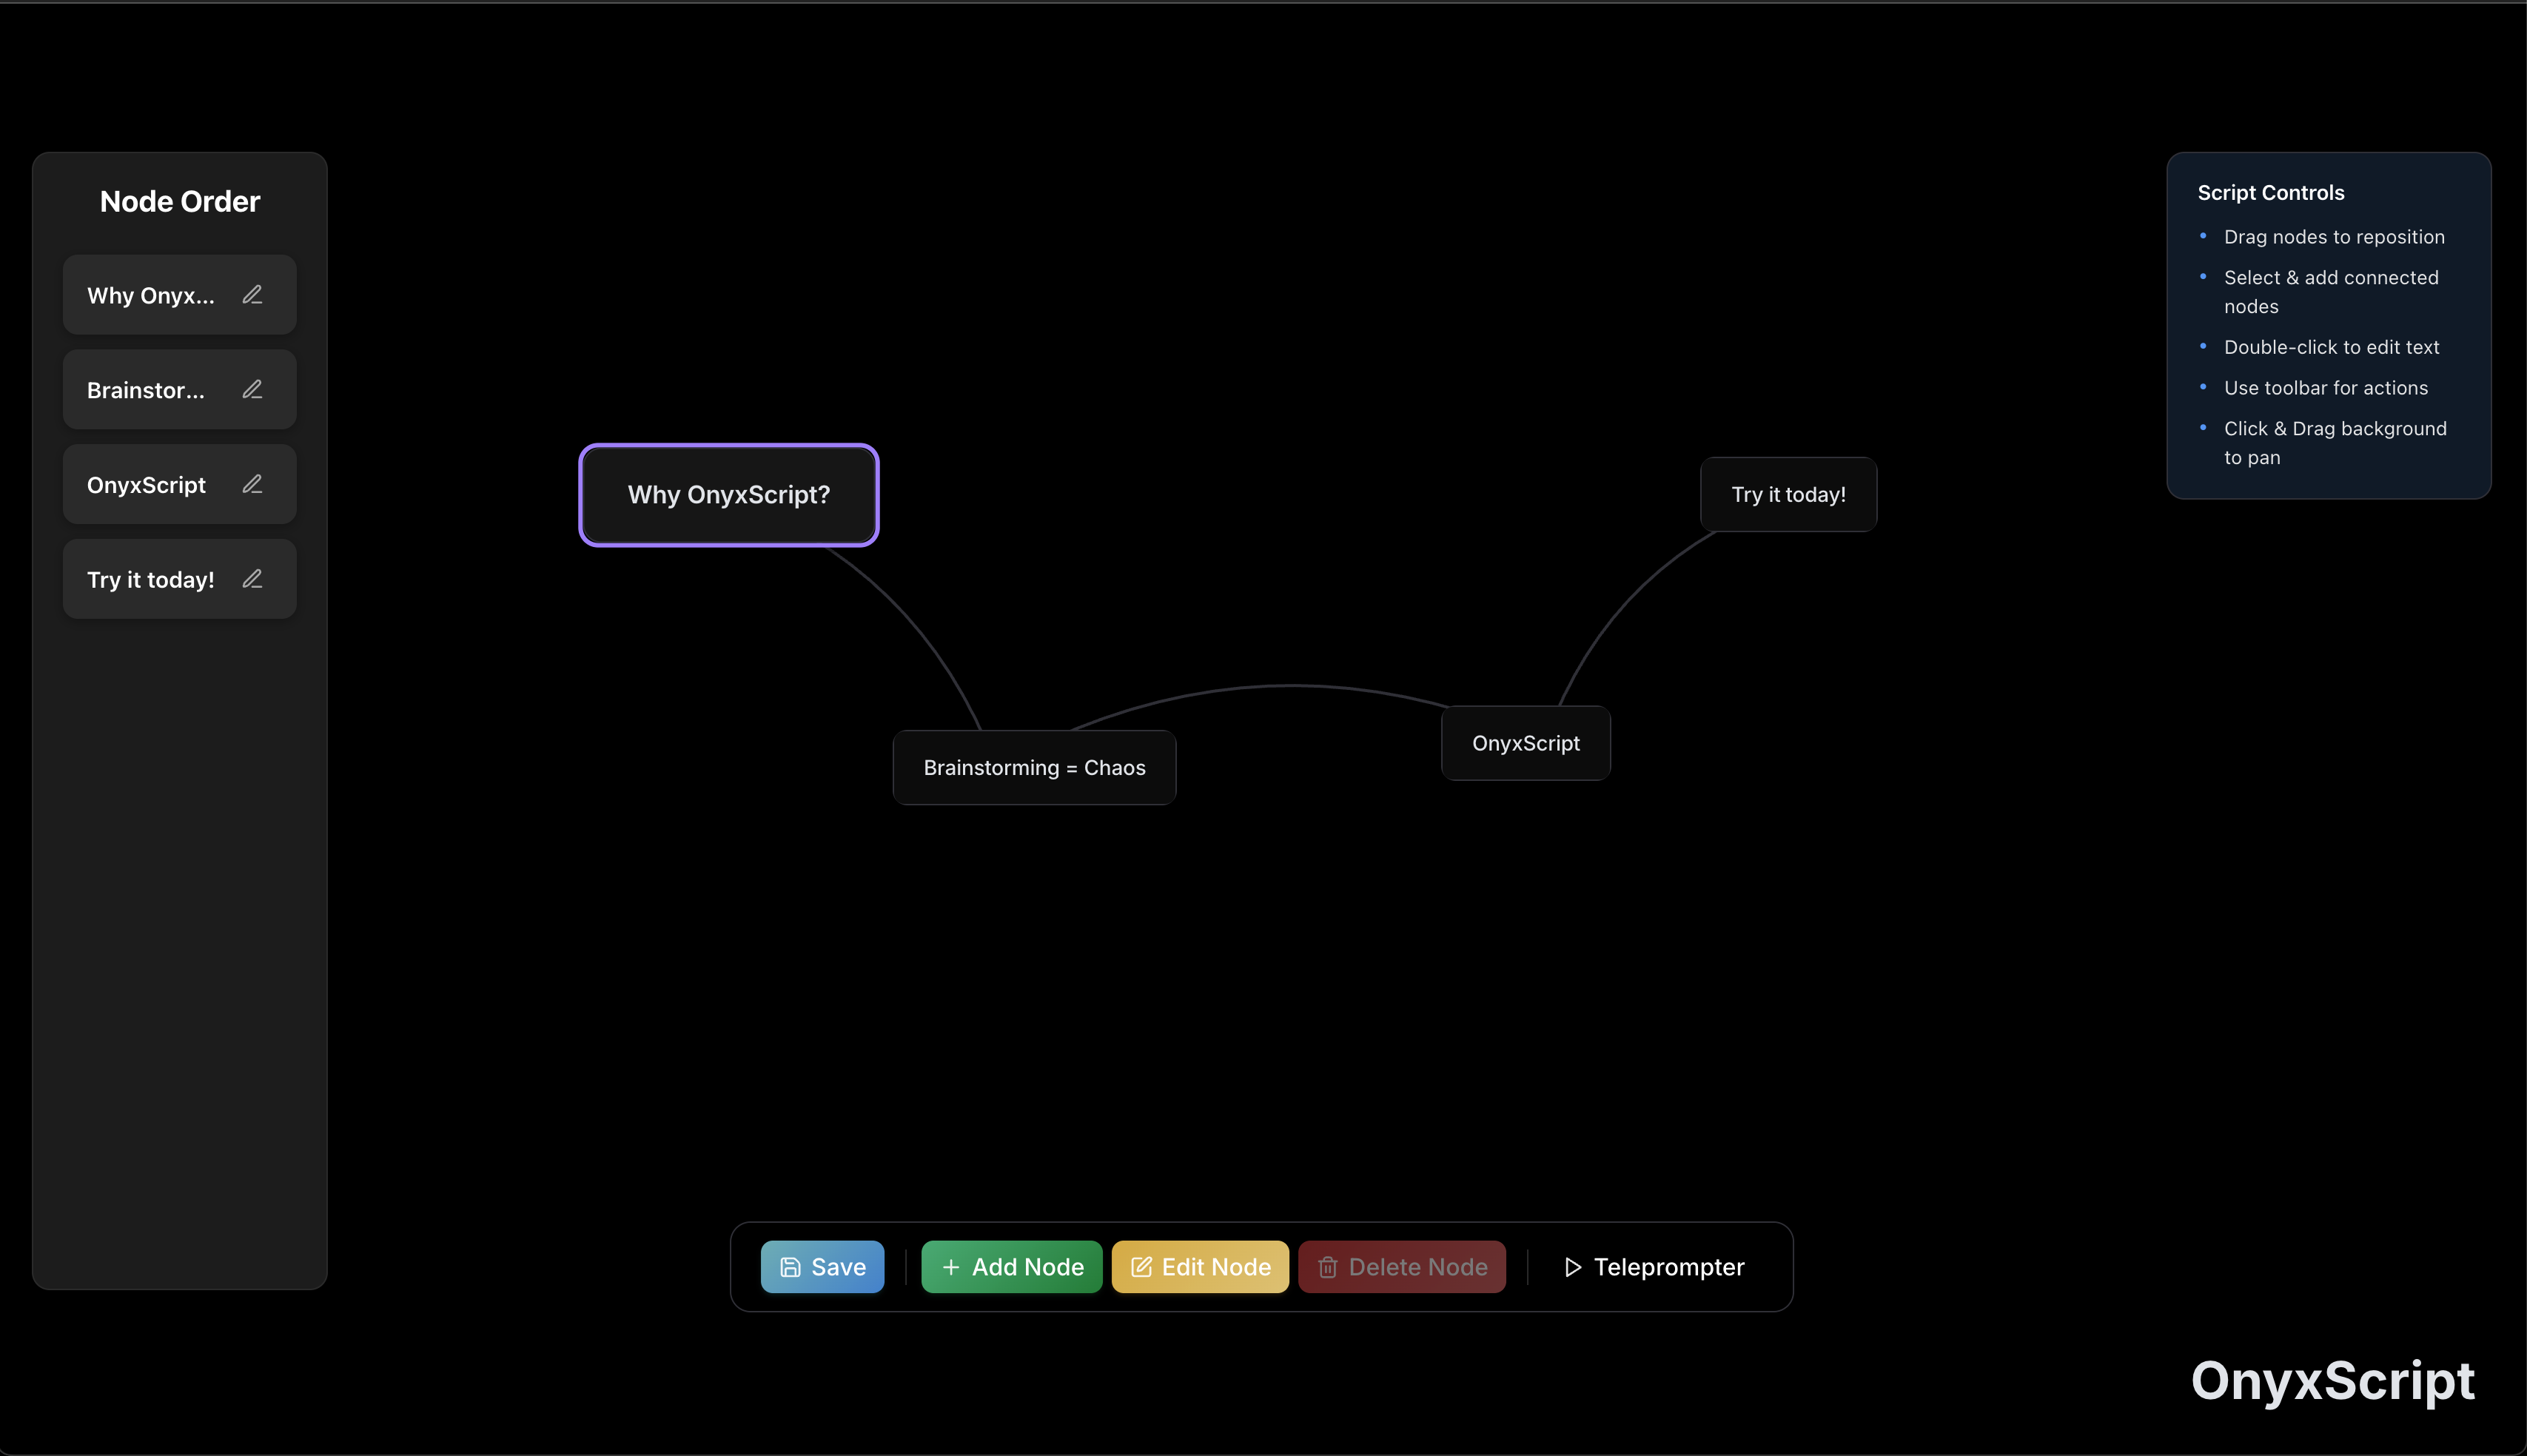 Node Order
Why Onyx...
Brainstor...
OnyxScript
Try it today!
Why OnyxScript?
Brainstorming = Chaos
OnyxScript
Try it today!
Script Controls
• Drag nodes to reposition
• Select & add connected
nodes
• Double-click to edit text
• Use toolbar for actions
• Click & Drag background
to pan
Save
Add Node
Edit Node
Delete Node
Teleprompter
OnyxScript